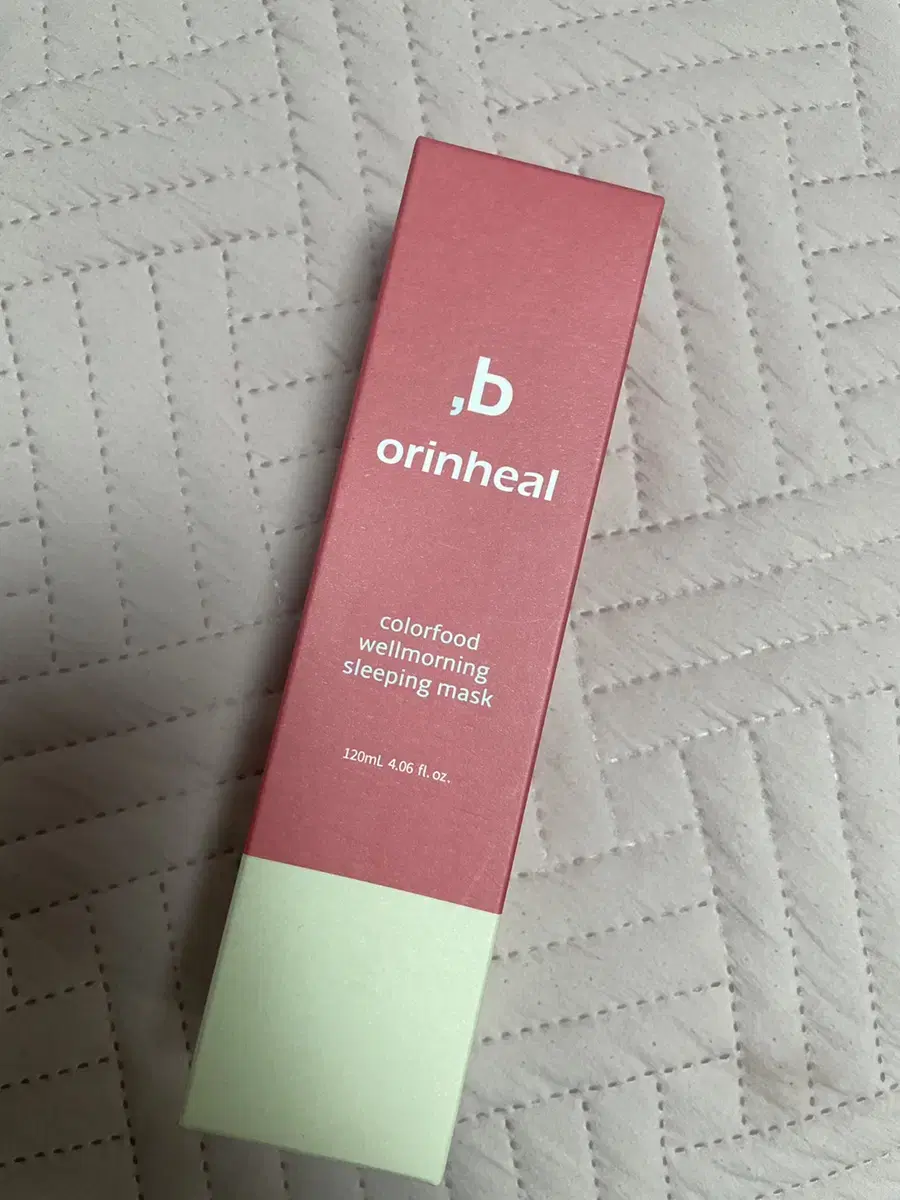 ,b
orinheal
colorfood
wellmorning
sleeping mask
120mL 4.06 fl. oz.